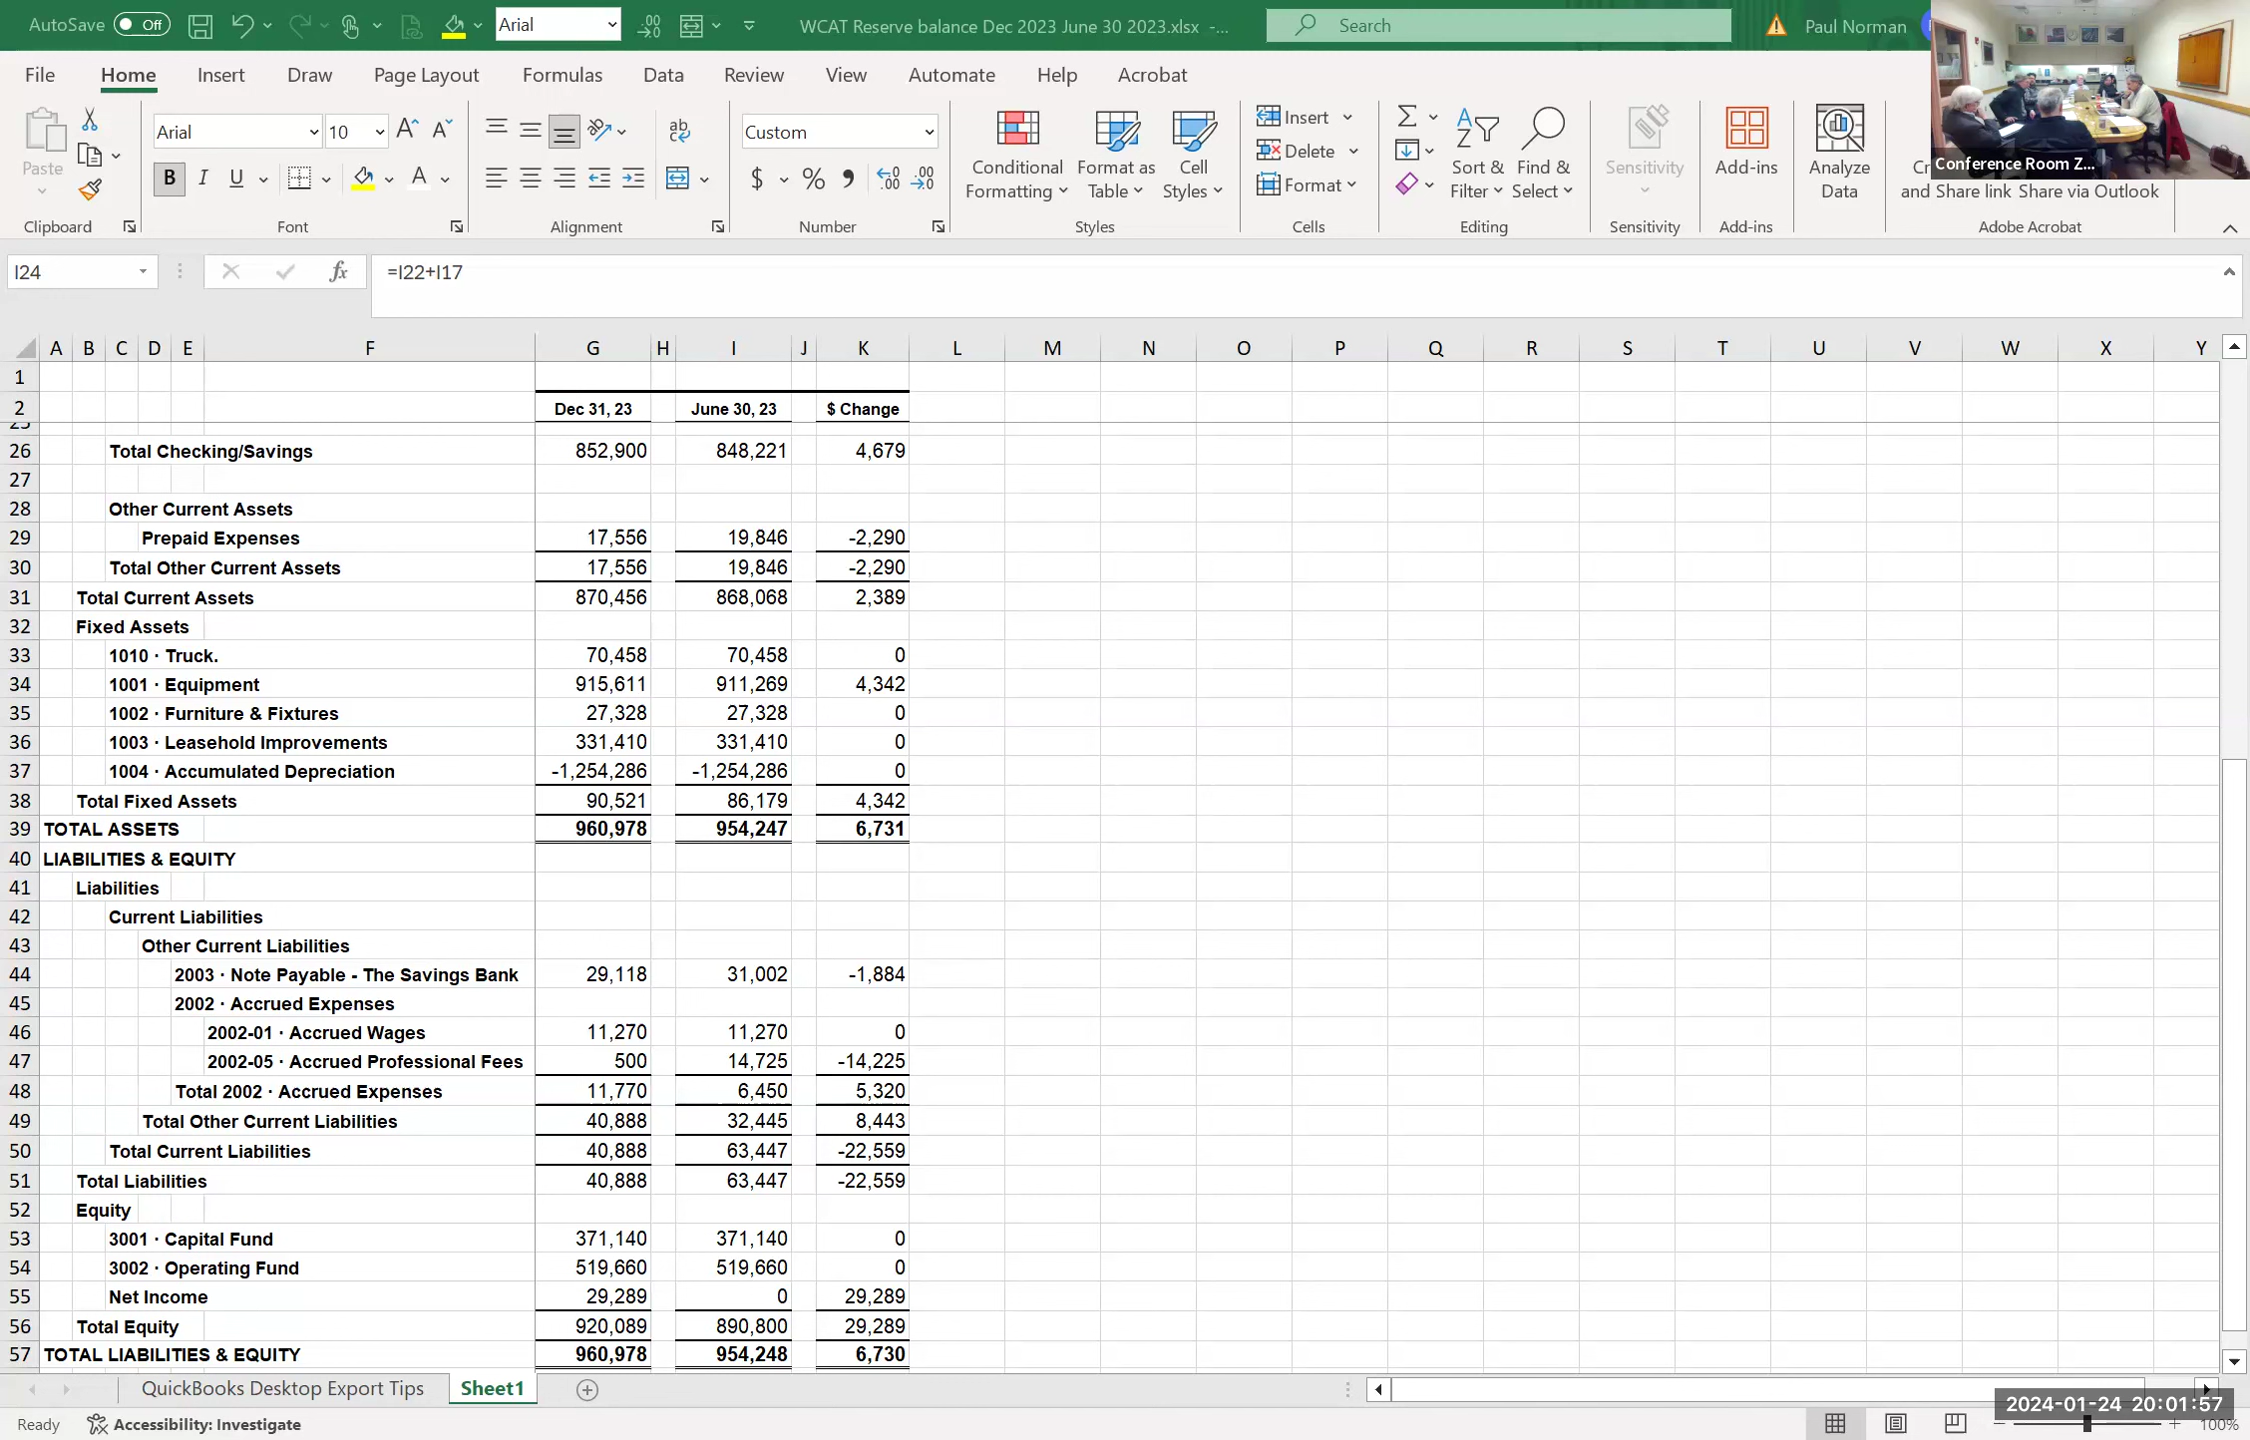 AutoSave Off Arial WCAT Reserve balance Dec 2023 June 30 2023.xlsx -... Search Paul Norman
File Home Insert Draw Page Layout Formulas Data Review View Automate Help Acrobat
Paste Arial 10 Custom Conditional Formatting Format as Table Cell Styles Insert Delete Format Sort & Filter Find & Select Sensitivity Add-ins Analyze Data and Share link Share via Outlook
Conference Room Z...
Clipboard Font Alignment Number Styles Cells Editing Sensitivity Add-ins Adobe Acrobat
I24 fx =I22+I17
A B C D E F G H I J K L M N O P Q R S T U V W X Y
1
2 Dec 31, 23 June 30, 23 $ Change
26 Total Checking/Savings 852,900 848,221 4,679
27
28 Other Current Assets
29 Prepaid Expenses 17,556 19,846 -2,290
30 Total Other Current Assets 17,556 19,846 -2,290
31 Total Current Assets 870,456 868,068 2,389
32 Fixed Assets
33 1010 · Truck. 70,458 70,458 0
34 1001 · Equipment 915,611 911,269 4,342
35 1002 · Furniture & Fixtures 27,328 27,328 0
36 1003 · Leasehold Improvements 331,410 331,410 0
37 1004 · Accumulated Depreciation -1,254,286 -1,254,286 0
38 Total Fixed Assets 90,521 86,179 4,342
39 TOTAL ASSETS 960,978 954,247 6,731
40 LIABILITIES & EQUITY
41 Liabilities
42 Current Liabilities
43 Other Current Liabilities
44 2003 · Note Payable - The Savings Bank 29,118 31,002 -1,884
45 2002 · Accrued Expenses
46 2002-01 · Accrued Wages 11,270 11,270 0
47 2002-05 · Accrued Professional Fees 500 14,725 -14,225
48 Total 2002 · Accrued Expenses 11,770 6,450 5,320
49 Total Other Current Liabilities 40,888 32,445 8,443
50 Total Current Liabilities 40,888 63,447 -22,559
51 Total Liabilities 40,888 63,447 -22,559
52 Equity
53 3001 · Capital Fund 371,140 371,140 0
54 3002 · Operating Fund 519,660 519,660 0
55 Net Income 29,289 0 29,289
56 Total Equity 920,089 890,800 29,289
57 TOTAL LIABILITIES & EQUITY 960,978 954,248 6,730
QuickBooks Desktop Export Tips Sheet1
2024-01-24 20:01:57
Ready Accessibility: Investigate 100%